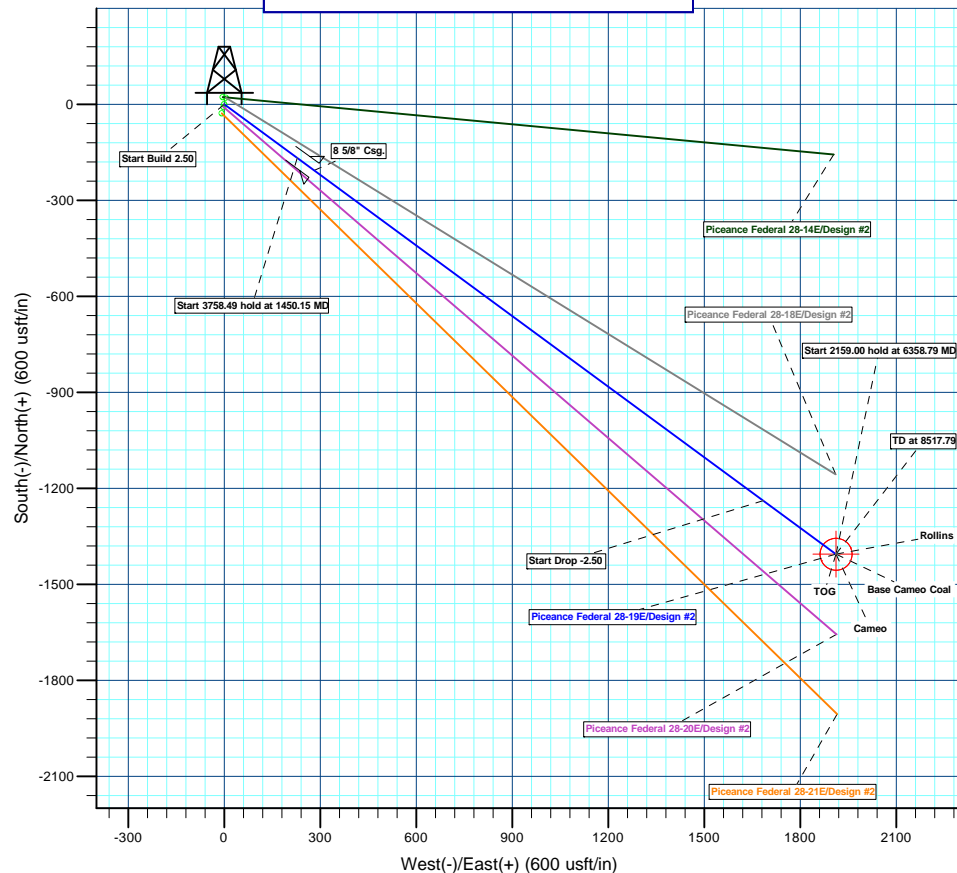 0
-300
-600
-900
-1200
-1500
-1800
-2100
South(-)/North(+) (600 usft/in)
Start Build 2.50
8 5/8" Csg.
Piceance Federal 28-14E/Design #2
Start 3758.49 hold at 1450.15 MD
Piceance Federal 28-18E/Design #2
Start 2159.00 hold at 6358.79 MD
TD at 8517.79
Rollins
Start Drop -2.50
TOG
Base Cameo Coal
Piceance Federal 28-19E/Design #2
Cameo
Piceance Federal 28-20E/Design #2
Piceance Federal 28-21E/Design #2
-300
0
300
600
900
1200
1500
1800
2100
West(-)/East(+) (600 usft/in)